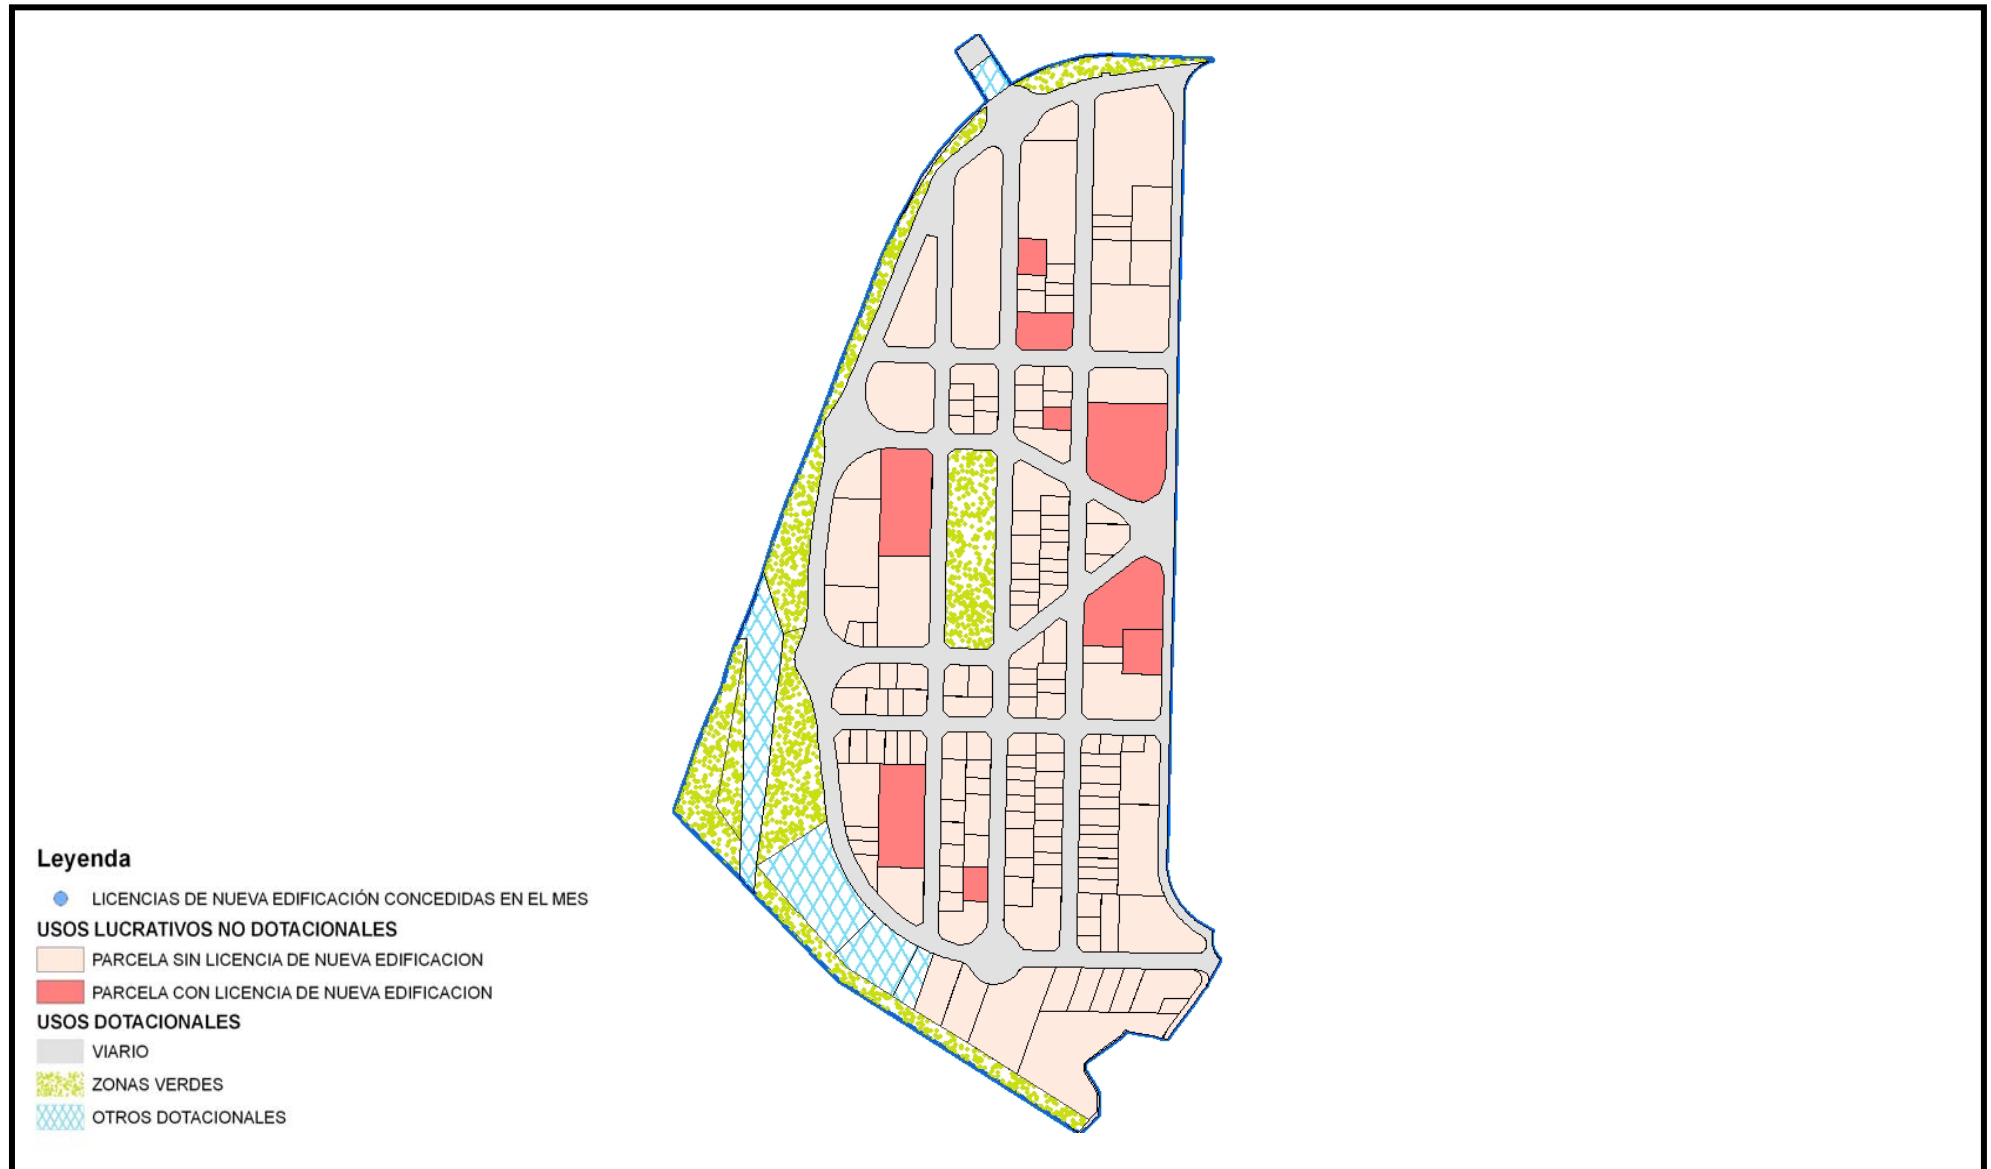 Leyenda
LICENCIAS DE NUEVA EDIFICACIÓN CONCEDIDAS EN EL MES
USOS LUCRATIVOS NO DOTACIONALES
PARCELA SIN LICENCIA DE NUEVA EDIFICACION
PARCELA CON LICENCIA DE NUEVA EDIFICACION
USOS DOTACIONALES
VIARIO
ZONAS VERDES
OTROS DOTACIONALES